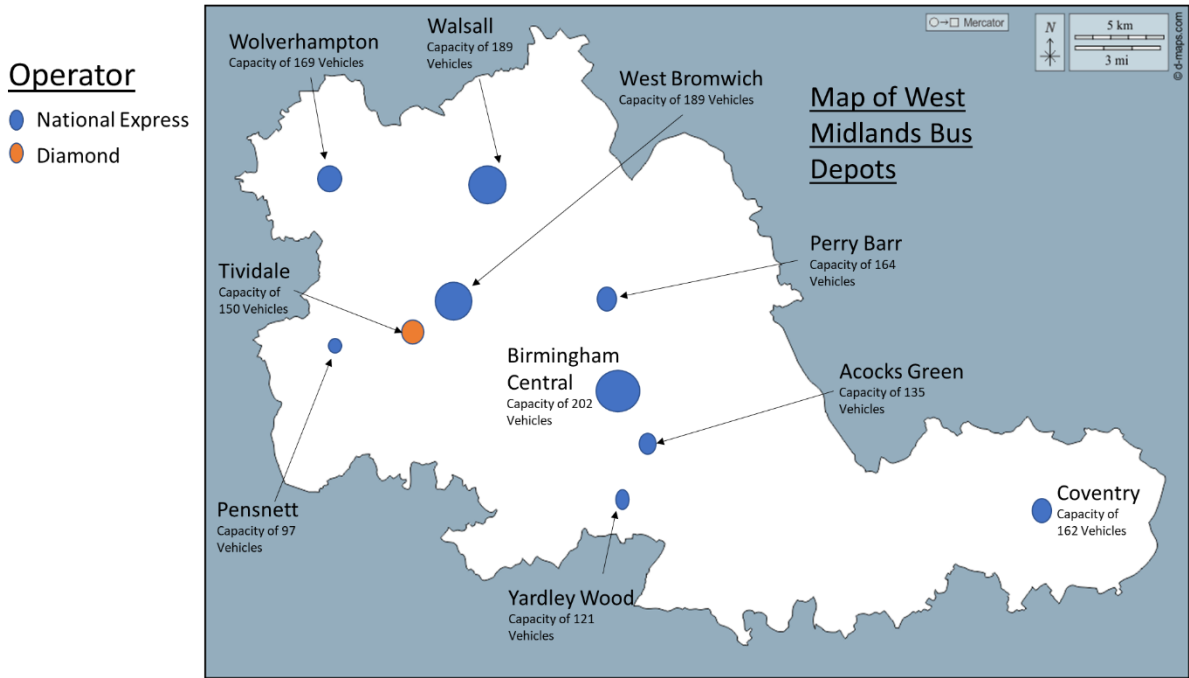 Operator
National Express
Diamond
Wolverhampton
Capacity of 169 Vehicles
Walsall
Capacity of 189
Vehicles
West Bromwich
Capacity of 189 Vehicles
Map of West
Midlands Bus
Depots
○→□ Mercator
N
5 km
3 mi
© d-maps.com
Tividale
Capacity of
150 Vehicles
Perry Barr
Capacity of 164
Vehicles
Birmingham
Central
Capacity of 202
Vehicles
Acocks Green
Capacity of 135
Vehicles
Pensnett
Capacity of 97
Vehicles
Yardley Wood
Capacity of 121
Vehicles
Coventry
Capacity of
162 Vehicles